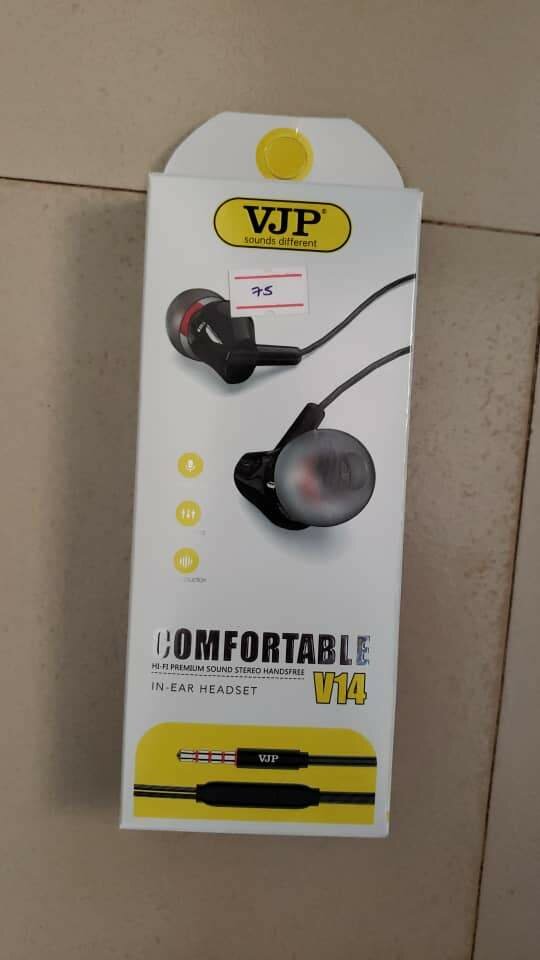 VJP®
sounds different
75
COMFORTABLE
HI-FI PREMIUM SOUND STEREO HANDSFREE
V14
IN-EAR HEADSET
VJP